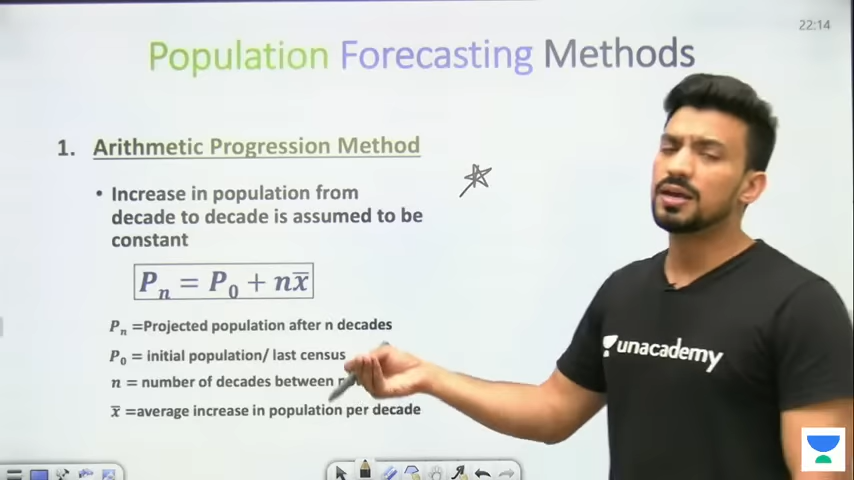 22:14
Population Forecasting Methods
1. Arithmetic Progression Method
• Increase in population from
decade to decade is assumed to be
constant
Pₙ = P₀ + nx̅
Pₙ =Projected population after n decades
P₀ = initial population/ last census
n = number of decades between
x̅ =average increase in population per decade
unacademy